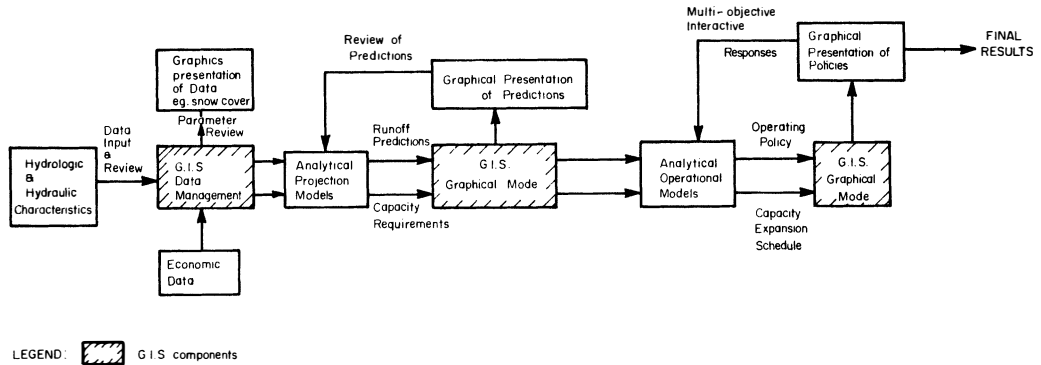 Hydrologic
&
Hydraulic
Characteristics
Data
Input
&
Review
Graphics
presentation
of Data
eg. snow cover
Parameter
Review
G.I.S
Data
Management
Economic
Data
Review of
Predictions
Analytical
Projection
Models
Runoff
Predictions
Capacity
Requirements
Graphical Presentation
of Predictions
G.I.S.
Graphical Mode
Multi-objective
Interactive
Responses
Analytical
Operational
Models
Operating
Policy
Capacity
Expansion
Schedule
Graphical
Presentation of
Policies
G.I.S.
Graphical
Mode
FINAL
RESULTS
LEGEND:
G.I.S components